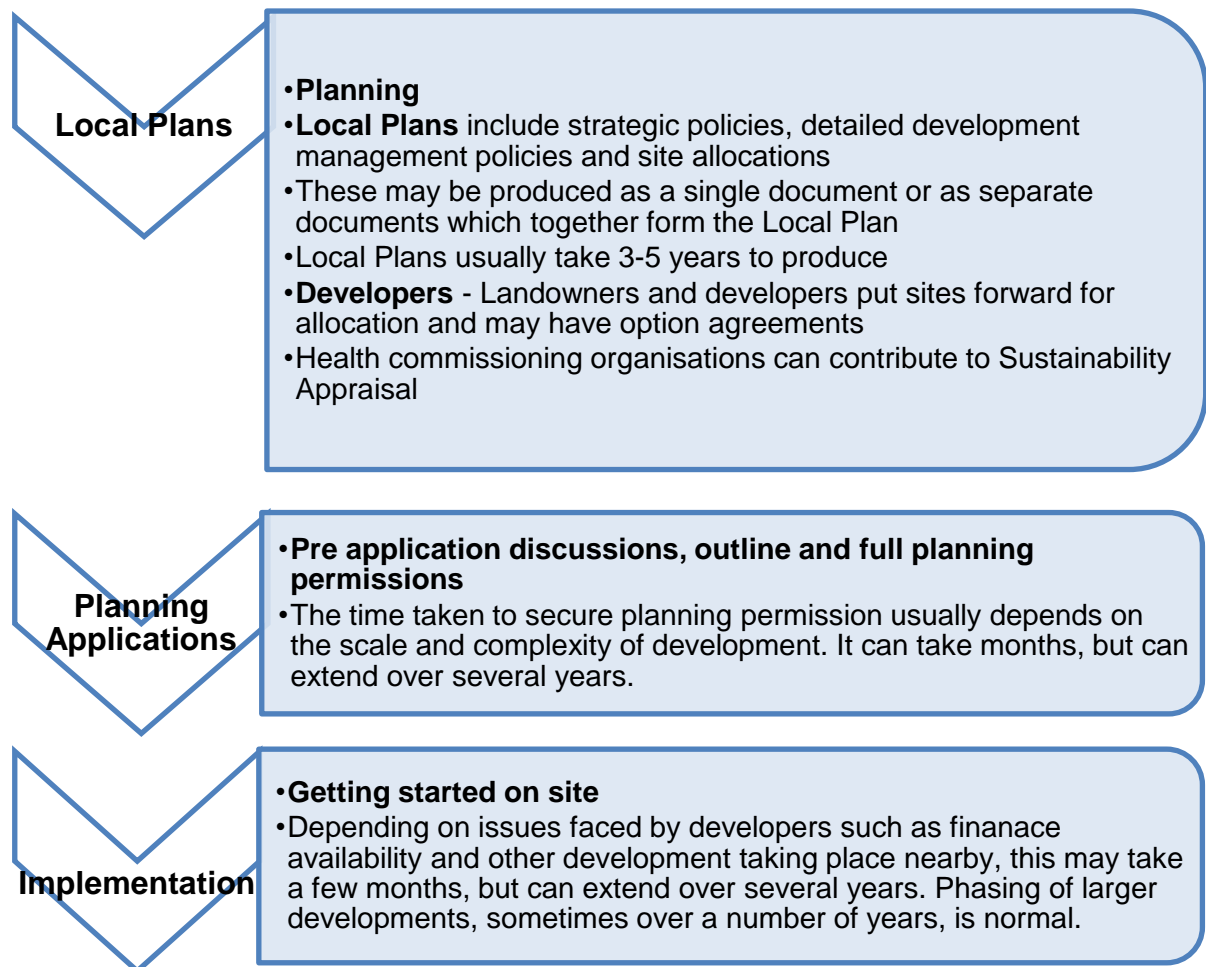 Local Plans
•Planning
•Local Plans include strategic policies, detailed development
management policies and site allocations
•These may be produced as a single document or as separate
documents which together form the Local Plan
•Local Plans usually take 3-5 years to produce
•Developers - Landowners and developers put sites forward for
allocation and may have option agreements
•Health commissioning organisations can contribute to Sustainability
Appraisal
Planning
Applications
•Pre application discussions, outline and full planning
permissions
•The time taken to secure planning permission usually depends on
the scale and complexity of development. It can take months, but can
extend over several years.
Implementation
•Getting started on site
•Depending on issues faced by developers such as finanace
availability and other development taking place nearby, this may take
a few months, but can extend over several years. Phasing of larger
developments, sometimes over a number of years, is normal.